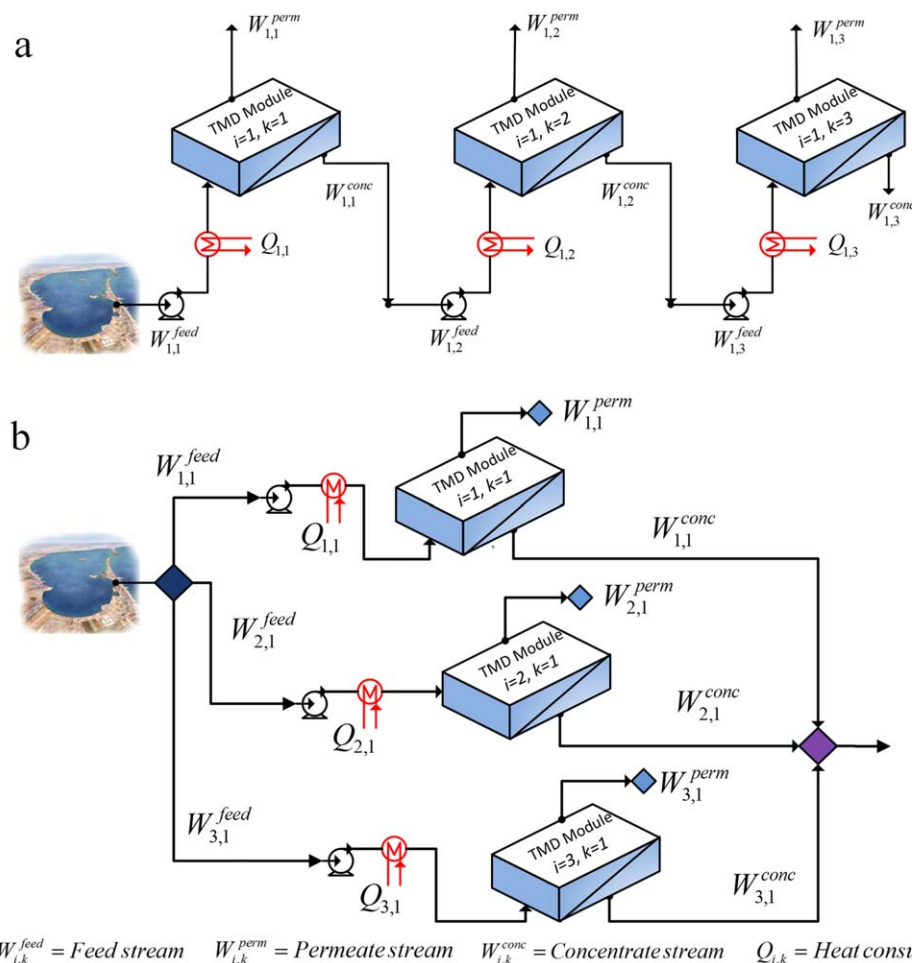 a
W_{1,1}^{perm} W_{1,2}^{perm} W_{1,3}^{perm}
TMD Module
i=1, k=1
TMD Module
i=1, k=2
TMD Module
i=1, k=3
W_{1,1}^{conc} W_{1,2}^{conc} W_{1,3}^{conc}
Q_{1,1} Q_{1,2} Q_{1,3}
W_{1,1}^{feed} W_{1,2}^{feed} W_{1,3}^{feed}
b
W_{1,1}^{perm}
W_{1,1}^{feed}
TMD Module
i=1, k=1
Q_{1,1}
W_{1,1}^{conc}
W_{2,1}^{perm}
W_{2,1}^{feed}
TMD Module
i=2, k=1
Q_{2,1}
W_{2,1}^{conc}
W_{3,1}^{perm}
W_{3,1}^{feed}
TMD Module
i=3, k=1
Q_{3,1}
W_{3,1}^{conc}
W_{i,k}^{feed} = Feed stream W_{i,k}^{perm} = Permeate stream W_{i,k}^{conc} = Concentrate stream Q_{i,k} = Heat